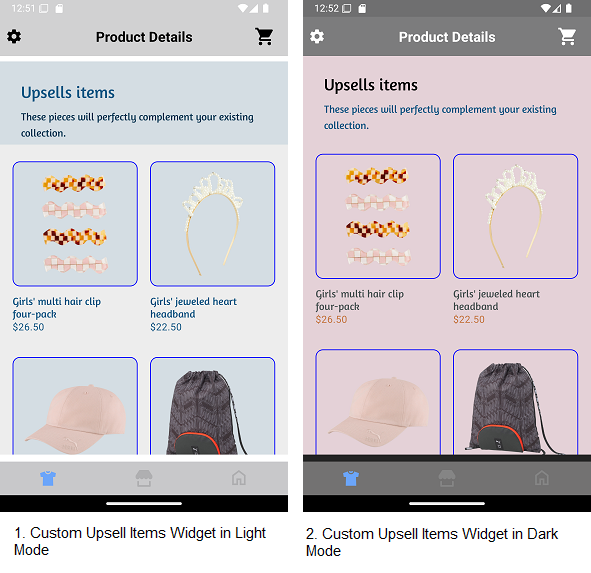 12:51
Product Details
Upsells items
These pieces will perfectly complement your existing
collection.
Girls' multi hair clip
four-pack
$26.50
Girls' jeweled heart
headband
$22.50
1. Custom Upsell Items Widget in Light
Mode
12:52
Product Details
Upsells items
These pieces will perfectly complement your existing
collection.
Girls' multi hair clip
four-pack
$26.50
Girls' jeweled heart
headband
$22.50
2. Custom Upsell Items Widget in Dark
Mode